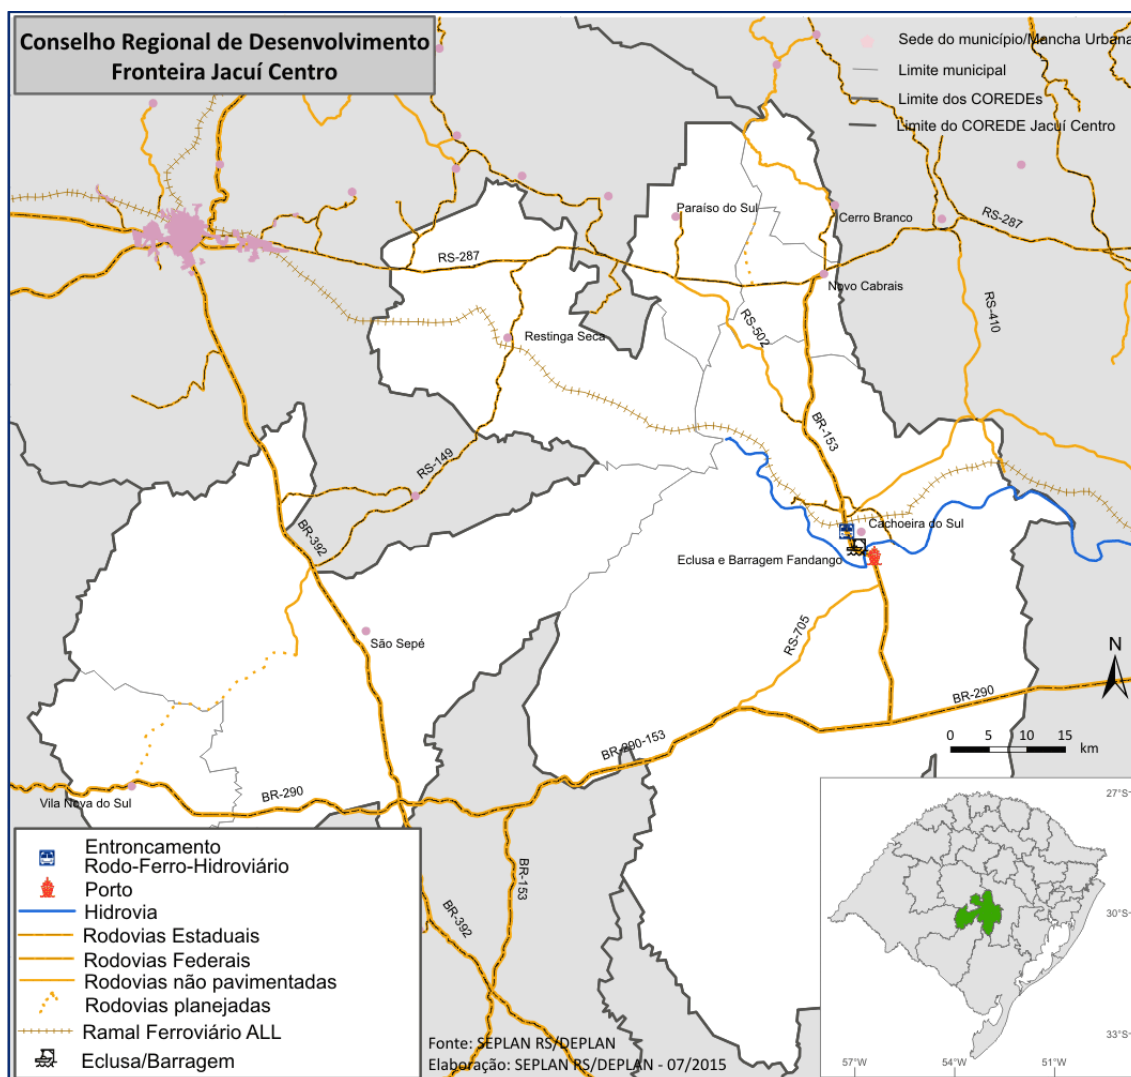 Conselho Regional de Desenvolvimento
Fronteira Jacuí Centro
Sede do município/Mancha Urbana
Limite municipal
Limite dos COREDEs
Limite do COREDE Jacuí Centro
Paraíso do Sul
Cerro Branco
RS-287
RS-287
Novo Cabrais
RS-410
RS-502
Restinga Seca
BR-153
RS-149
BR-392
Cachoeira do Sul
Eclusa e Barragem Fandango
RS-705
São Sepé
N
BR-290
BR-290-153
0 5 10 15
km
Vila Nova do Sul
BR-290
BR-153
BR-392
Entroncamento
Rodo-Ferro-Hidroviário
Porto
Hidrovia
Rodovias Estaduais
Rodovias Federais
Rodovias não pavimentadas
Rodovias planejadas
Ramal Ferroviário ALL
Eclusa/Barragem
Fonte: SEPLAN RS/DEPLAN
Elaboração: SEPLAN RS/DEPLAN - 07/2015
27°S
30°S
33°S
57°W
54°W
51°W